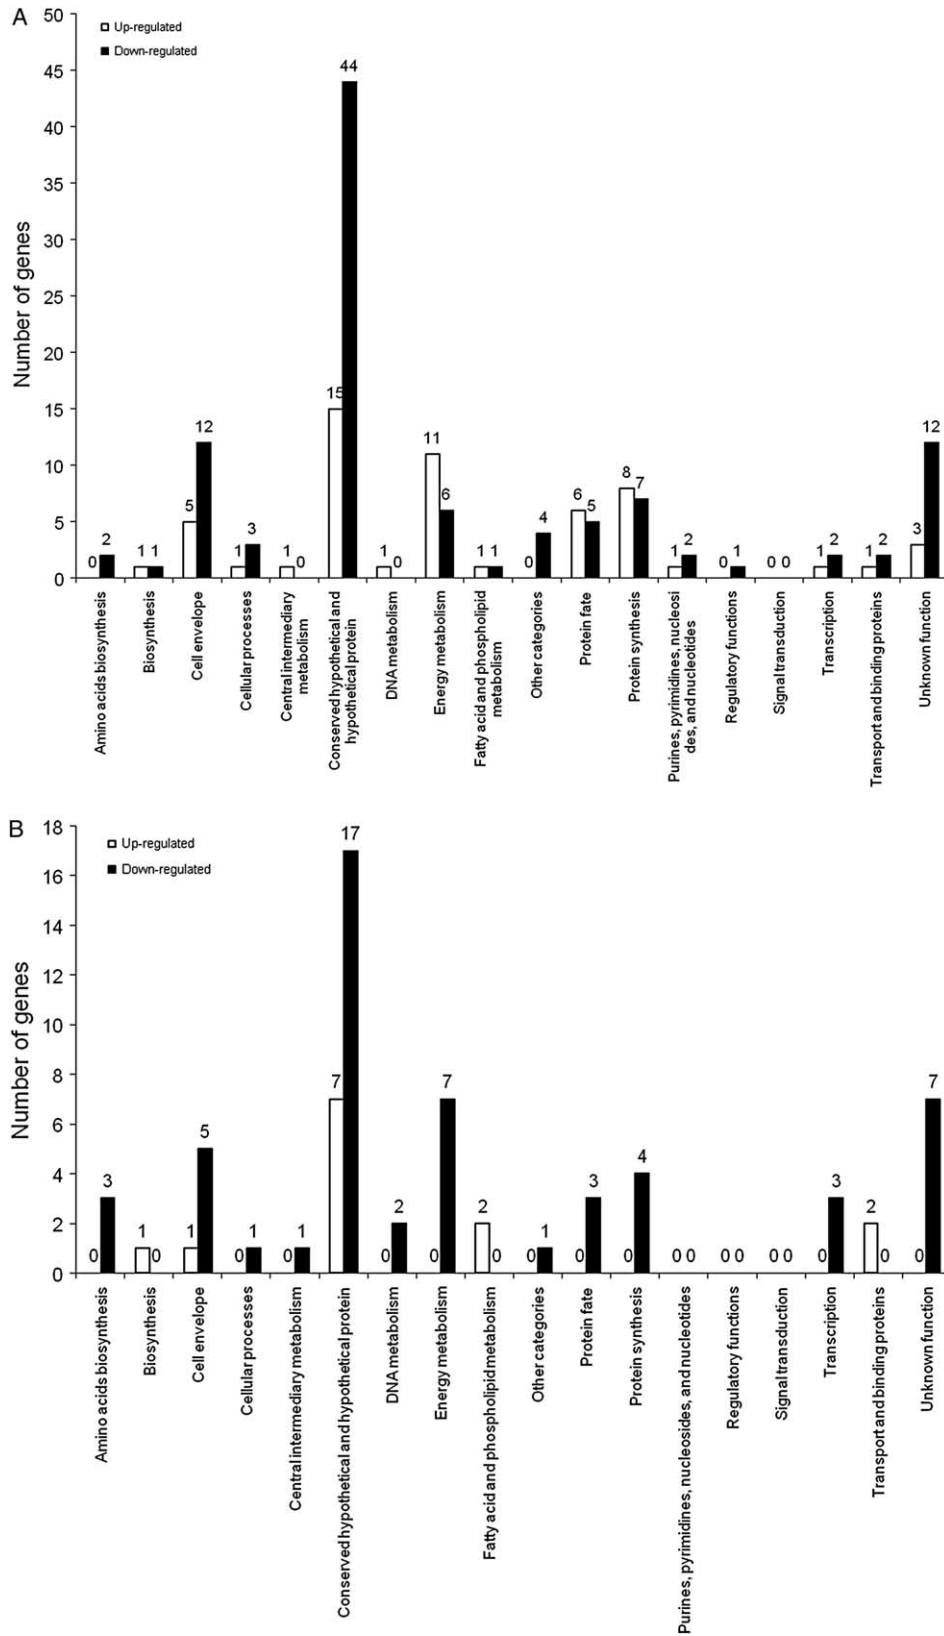 A
Up-regulated
Down-regulated
Number of genes
50
45
40
35
30
25
20
15
10
5
0
0 2
1 1
5 12
1 3
1 0
15 44
1 0
11 6
1 1
0 4
6 5
8 7
1 2
0 1
0 0
1 2
1 2
3 12
Amino acids biosynthesis
Biosynthesis
Cell envelope
Cellular processes
Central intermediary
metabolism
Conserved hypothetical and
hypothetical protein
DNA metabolism
Energy metabolism
Fatty acid and phospholipid
metabolism
Other categories
Protein fate
Protein synthesis
Purines, pyrimidines, nucleosi
des, and nucleotides
Regulatory functions
Signal transduction
Transcription
Transport and binding proteins
Unknown function
B
Up-regulated
Down-regulated
Number of genes
18
16
14
12
10
8
6
4
2
0
0 3
1 0
1 5
0 1
0 1
7 17
0 2
0 7
2 0
0 1
0 3
0 4
0 0
0 0
0 0
0 3
2 0
0 7
Amino acids biosynthesis
Biosynthesis
Cell envelope
Cellular processes
Central intermediary metabolism
Conserved hypothetical and hypothetical protein
DNA metabolism
Energy metabolism
Fatty acid and phospholipid metabolism
Other categories
Protein fate
Protein synthesis
Purines, pyrimidines, nucleosides, and nucleotides
Regulatory functions
Signal transduction
Transcription
Transport and binding proteins
Unknown function